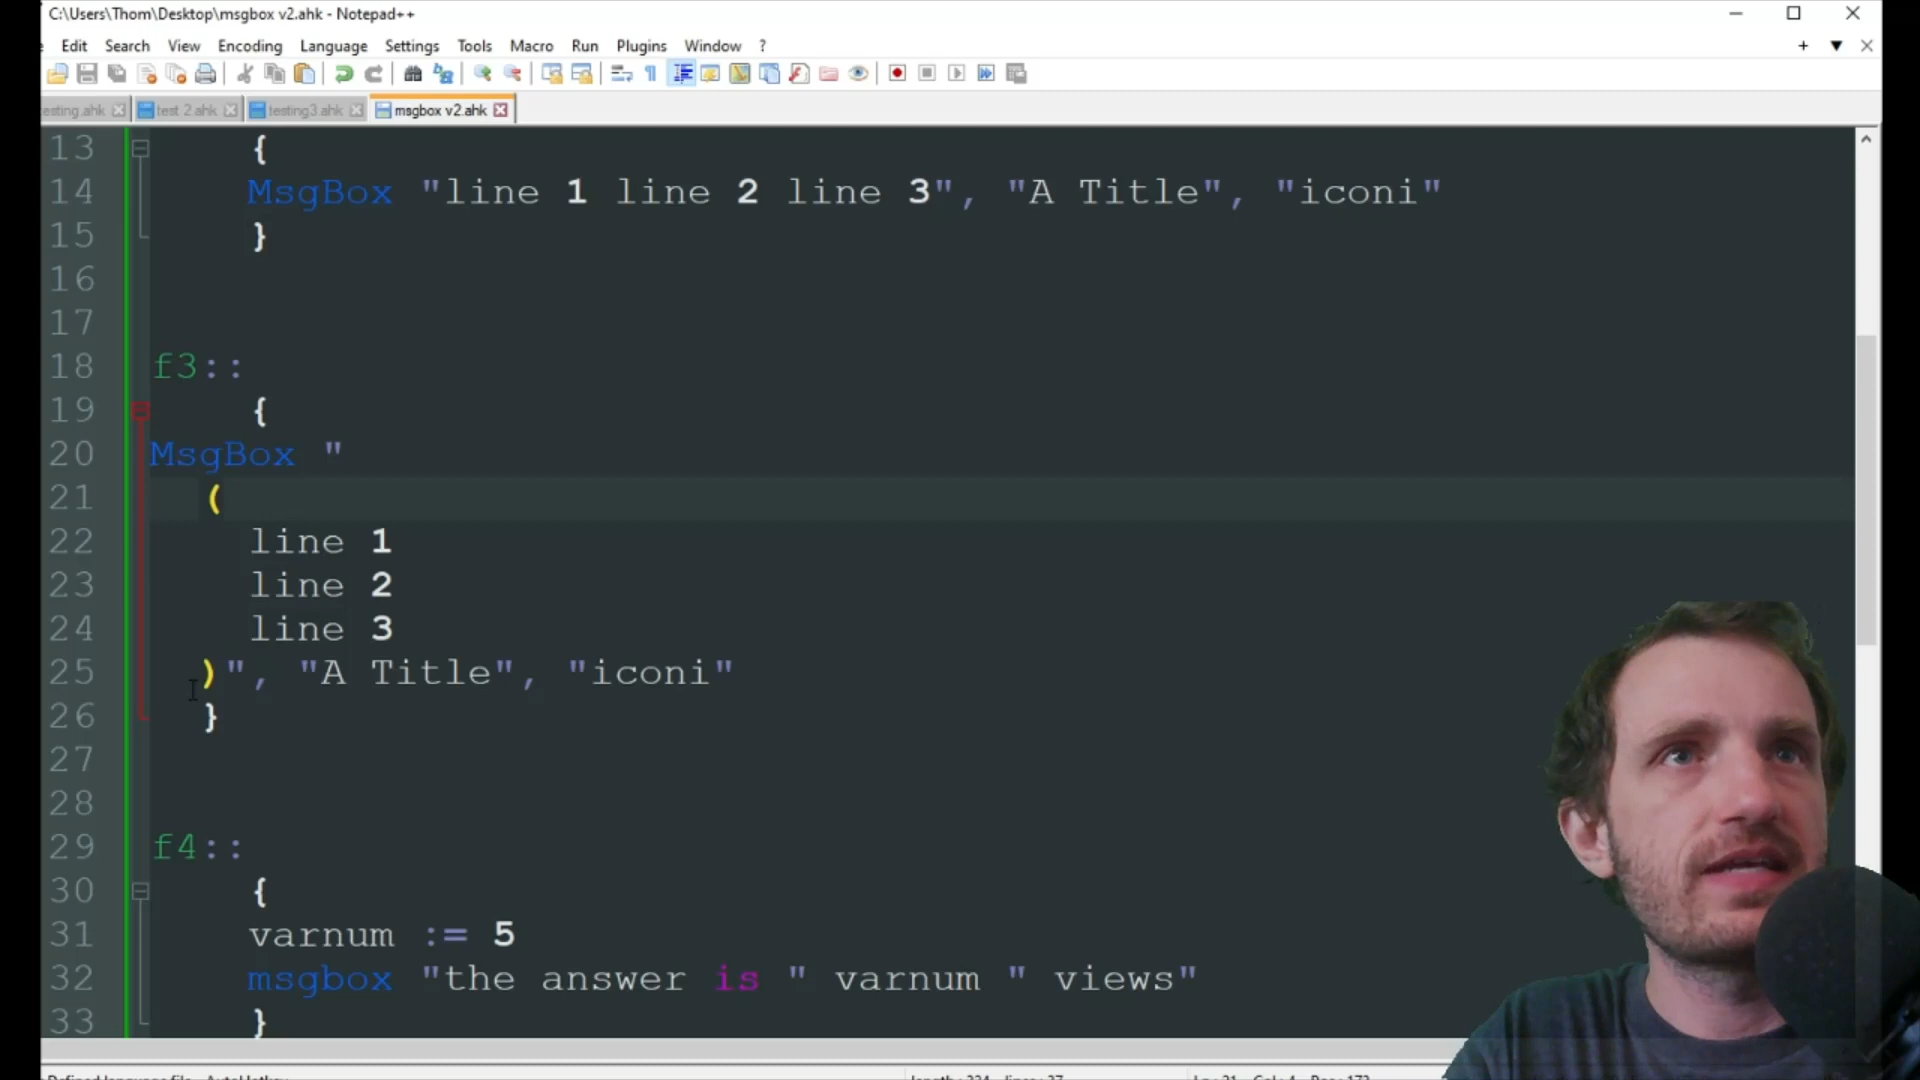 C:\Users\Thom\Desktop\msgbox v2.ahk - Notepad++
Edit Search View Encoding Language Settings Tools Macro Run Plugins Window ?
esting.ahk test 2.ahk testing3.ahk msgbox v2.ahk
13 {
14 MsgBox "line 1 line 2 line 3", "A Title", "iconi"
15 }
16
17
18 f3::
19 {
20 MsgBox "
21 (
22 line 1
23 line 2
24 line 3
25 )", "A Title", "iconi"
26 }
27
28
29 f4::
30 {
31 varnum := 5
32 msgbox "the answer is " varnum " views"
33 }